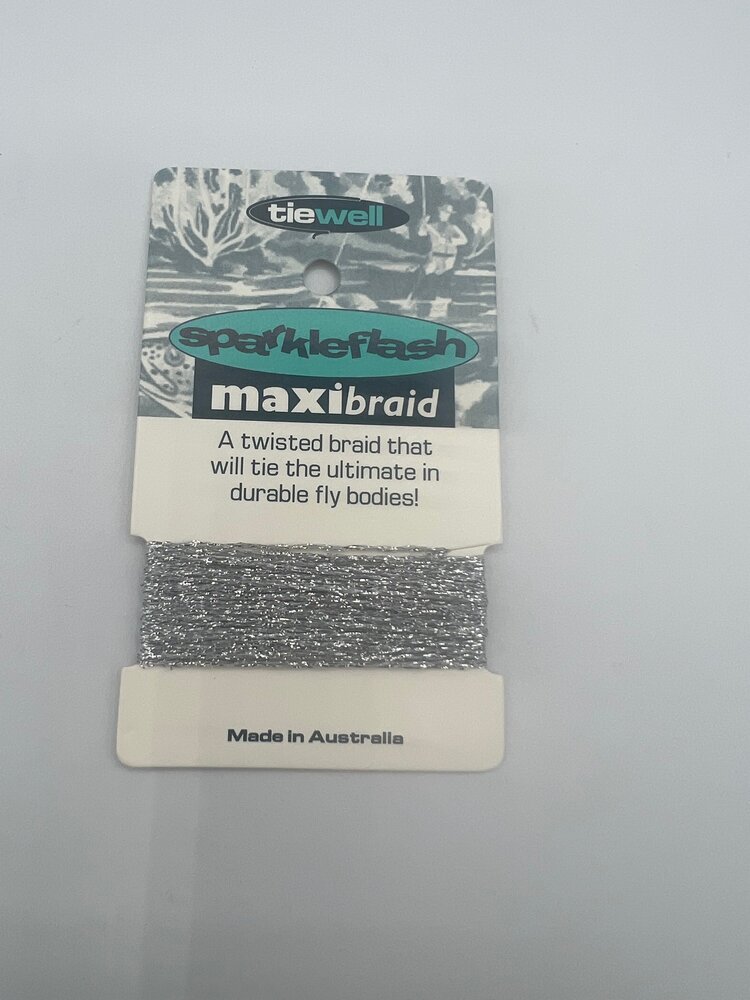 tiewell
sparkleflash
maxibraid
A twisted braid that
will tie the ultimate in
durable fly bodies!
Made in Australia